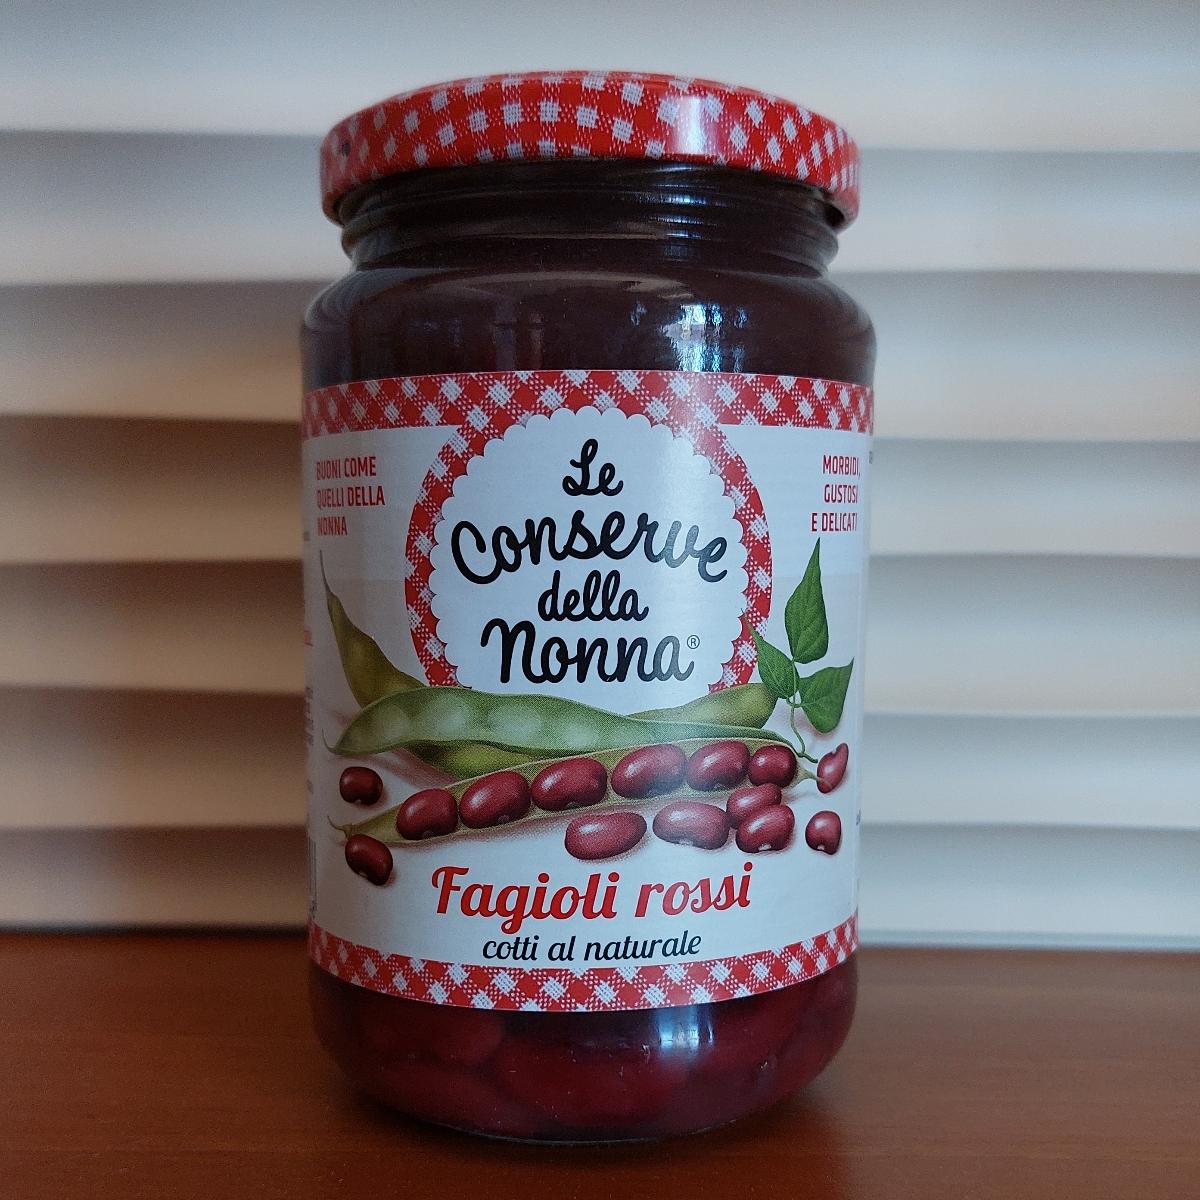 BUONI COME
QUELLI DELLA
NONNA
Le
Conserve
della
Nonna®
MORBIDI,
GUSTOSI
E DELICATI
Fagioli rossi
cotti al naturale